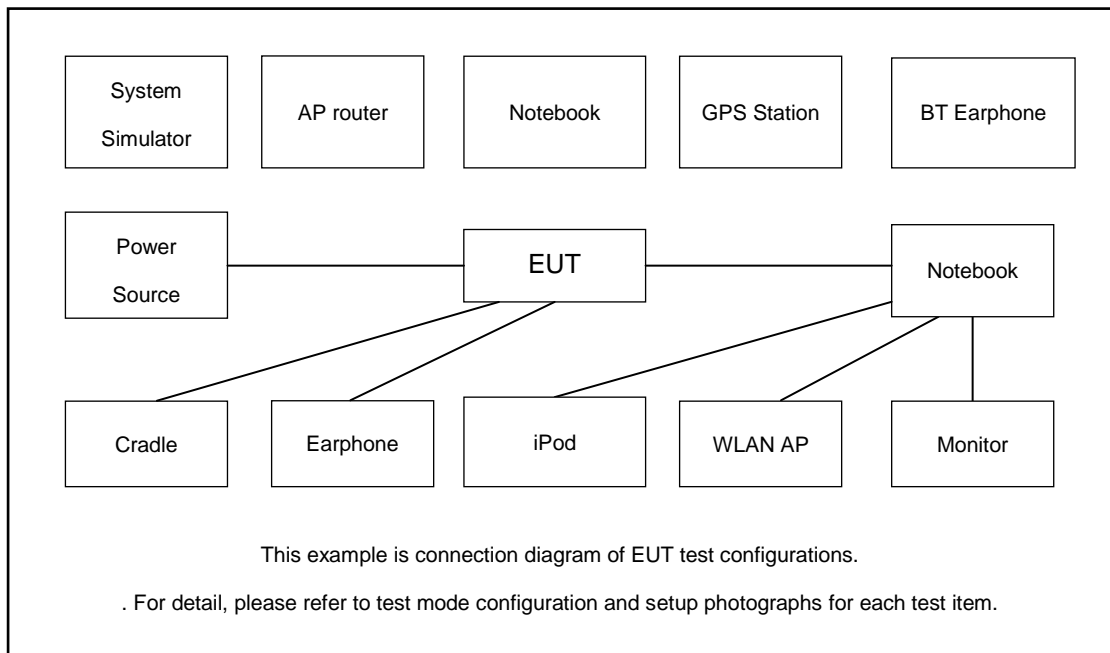 System
Simulator
AP router
Notebook
GPS Station
BT Earphone
Power
Source
EUT
Notebook
Cradle
Earphone
iPod
WLAN AP
Monitor
This example is connection diagram of EUT test configurations.
. For detail, please refer to test mode configuration and setup photographs for each test item.